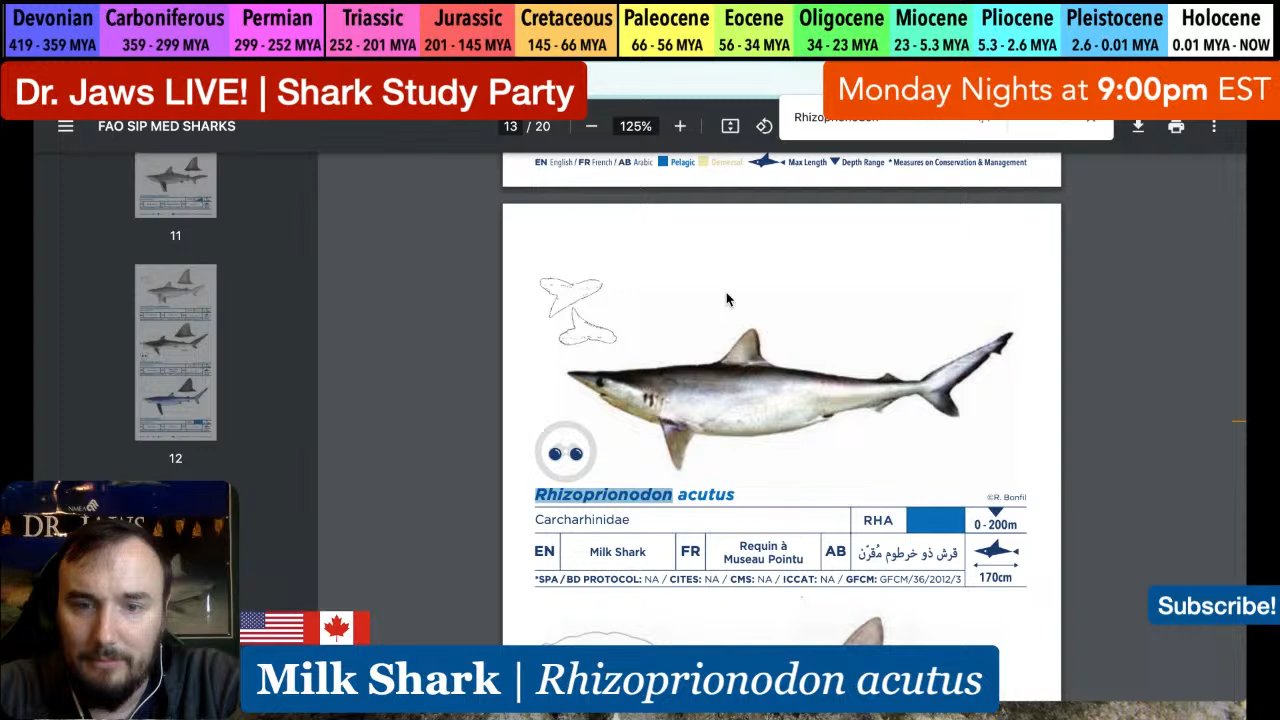 Devonian Carboniferous Permian Triassic Jurassic Cretaceous Paleocene Eocene Oligocene Miocene Pliocene Pleistocene Holocene
419 - 359 MYA 359 - 299 MYA 299 - 252 MYA 252 - 201 MYA 201 - 145 MYA 145 - 66 MYA 66 - 56 MYA 56 - 34 MYA 34 - 23 MYA 23 - 5.3 MYA 5.3 - 2.6 MYA 2.6 - 0.01 MYA 0.01 MYA - NOW
Dr. Jaws LIVE! | Shark Study Party
Monday Nights at 9:00pm EST
FAO SIP MED SHARKS
13 / 20
125%
Rhizoprionodon
EN English / FR French / AB Arabic Pelagic Demersal Max Length Depth Range * Measures on Conservation & Management
11
12
Rhizoprionodon acutus
©R. Bonfil
Carcharhinidae RHA 0 - 200m
EN Milk Shark FR Requin à Museau Pointu AB قرش ذو خرطوم مُقرّن
*SPA / BD PROTOCOL: NA / CITES: NA / CMS: NA / ICCAT: NA / GFCM: GFCM/36/2012/3 170cm
NMEA
DR. JAWS
Subscribe!
Milk Shark | Rhizoprionodon acutus